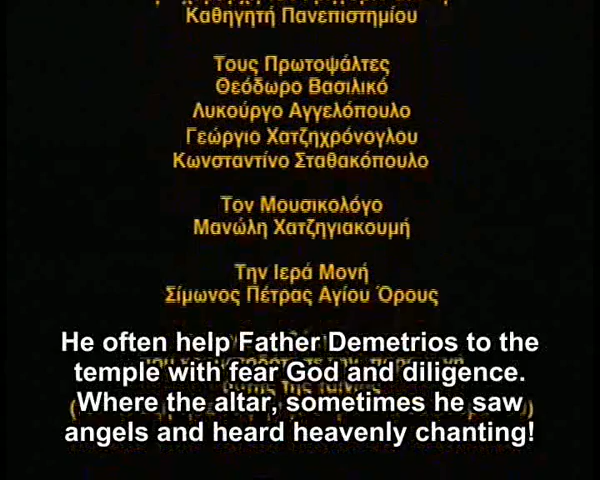 Καθηγητή Πανεπιστημίου
Τους Πρωτοψάλτες
Θεόδωρο Βασιλικό
Λυκούργο Αγγελόπουλο
Γεώργιο Χατζηχρόνογλου
Κωνσταντίνο Σταθακόπουλο
Τον Μουσικολόγο
Μανώλη Χατζηγιακουμή
Την Ιερά Μονή
Σίμωνος Πέτρας Αγίου Όρους
He often help Father Demetrios to the
temple with fear God and diligence.
Where the altar, sometimes he saw
angels and heard heavenly chanting!